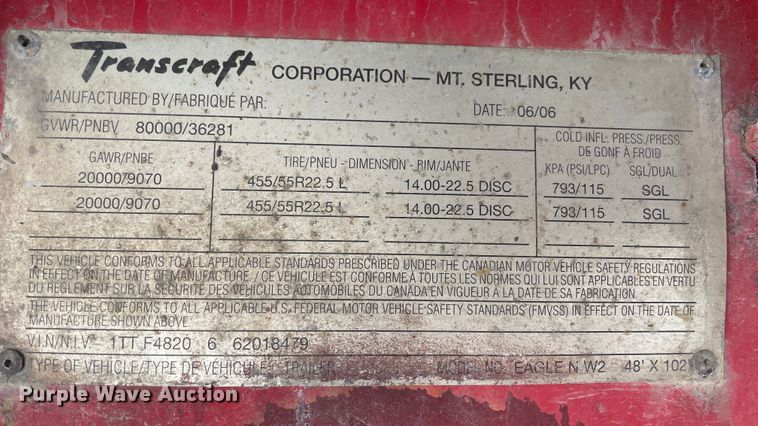 Transcraft CORPORATION — MT. STERLING, KY
MANUFACTURED BY/FABRIQUÉ PAR: DATE: 06/06
GVWR/PNBV 80000/36281
COLD INFL: PRESS./PRESS.
DE GONF À FROID
GAWR/PNBE TIRE/PNEU - DIMENSION - RIM/JANTE KPA (PSI/LPC) SGL/DUAL
20000/9070 455/55R22.5 L 14.00-22.5 DISC 793/115 SGL
20000/9070 455/55R22.5 L 14.00-22.5 DISC 793/115 SGL
THIS VEHICLE CONFORMS TO ALL APPLICABLE STANDARDS PRESCRIBED UNDER THE CANADIAN MOTOR VEHICLE SAFETY REGULATIONS
IN EFFECT ON THE DATE OF MANUFACTURE / CE VÉHICULE EST CONFORME À TOUTES LES NORMES QUI LUI SONT APPLICABLES EN VERTU
DU RÈGLEMENT SUR LA SÉCURITÉ DES VÉHICULES AUTOMOBILES DU CANADA EN VIGUEUR À LA DATE DE SA FABRICATION.
THE VEHICLE CONFORMS TO ALL APPLICABLE U.S. FEDERAL MOTOR VEHICLE SAFETY STANDARDS (FMVSS) IN EFFECT ON THE DATE OF
MANUFACTURE SHOWN ABOVE
V.I.N/N.I.V. 1TT F4820 6 62018479
TYPE OF VEHICLE/TYPE DE VÉHICULE: TRAILER MODEL NO. EAGLE N W2 48' X 102"
Purple Wave Auction